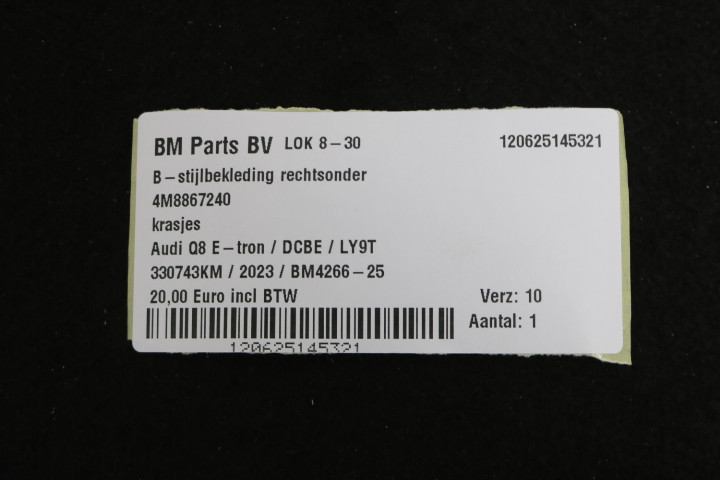 BM Parts BV LOK 8-30 120625145321
B-stijlbekleding rechtsonder
4M8867240
krasjes
Audi Q8 E-tron / DCBE / LY9T
330743KM / 2023 / BM4266-25
20,00 Euro incl BTW Verz: 10
Aantal: 1
120625145321